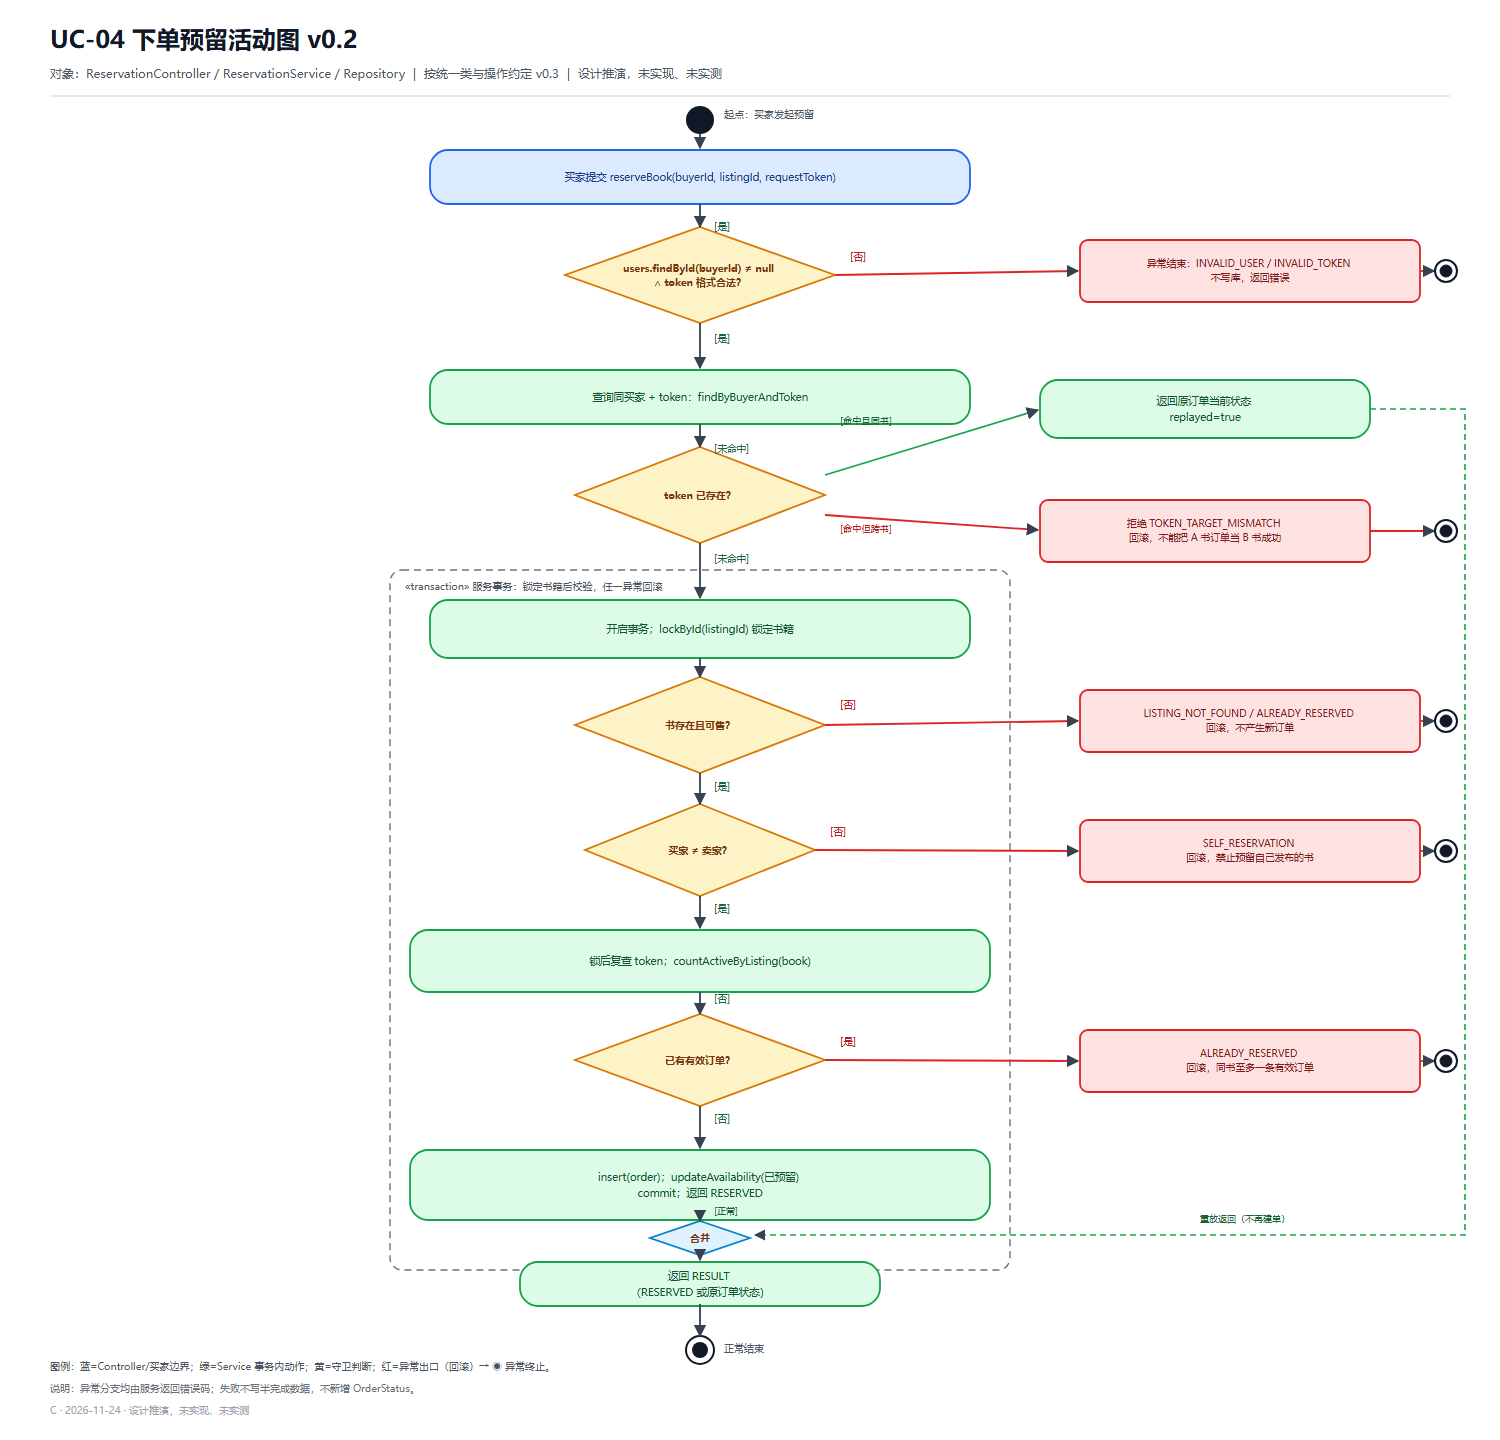 UC-04 下单预留活动图 v0.2
对象：ReservationController / ReservationService / Repository ｜ 按统一类与操作约定 v0.3 ｜ 设计推演，未实现、未实测
起点：买家发起预留
买家提交 reserveBook(buyerId, listingId, requestToken)
[是]
users.findById(buyerId) ≠ null
∧ token 格式合法？
[否]
异常结束：INVALID_USER / INVALID_TOKEN
不写库，返回错误
[是]
查询同买家 + token：findByBuyerAndToken
[命中且同书]
返回原订单当前状态
replayed=true
[未命中]
token 已存在？
[命中但跨书]
拒绝 TOKEN_TARGET_MISMATCH
回滚，不能把 A 书订单当 B 书成功
[未命中]
«transaction» 服务事务：锁定书籍后校验，任一异常回滚
开启事务；lockById(listingId) 锁定书籍
书存在且可售？
[否]
LISTING_NOT_FOUND / ALREADY_RESERVED
回滚，不产生新订单
[是]
买家 ≠ 卖家？
[否]
SELF_RESERVATION
回滚，禁止预留自己发布的书
[是]
锁后复查 token；countActiveByListing(book)
[否]
已有有效订单？
[是]
ALREADY_RESERVED
回滚，同书至多一条有效订单
[否]
insert(order)；updateAvailability(已预留)
commit；返回 RESERVED
[正常]
重放返回（不再建单）
合并
返回 RESULT
（RESERVED 或原订单状态）
正常结束
图例：蓝=Controller/买家边界；绿=Service 事务内动作；黄=守卫判断；红=异常出口（回滚）→ ◉ 异常终止。
说明：异常分支均由服务返回错误码；失败不写半完成数据，不新增 OrderStatus。
C · 2026-11-24 · 设计推演，未实现、未实测